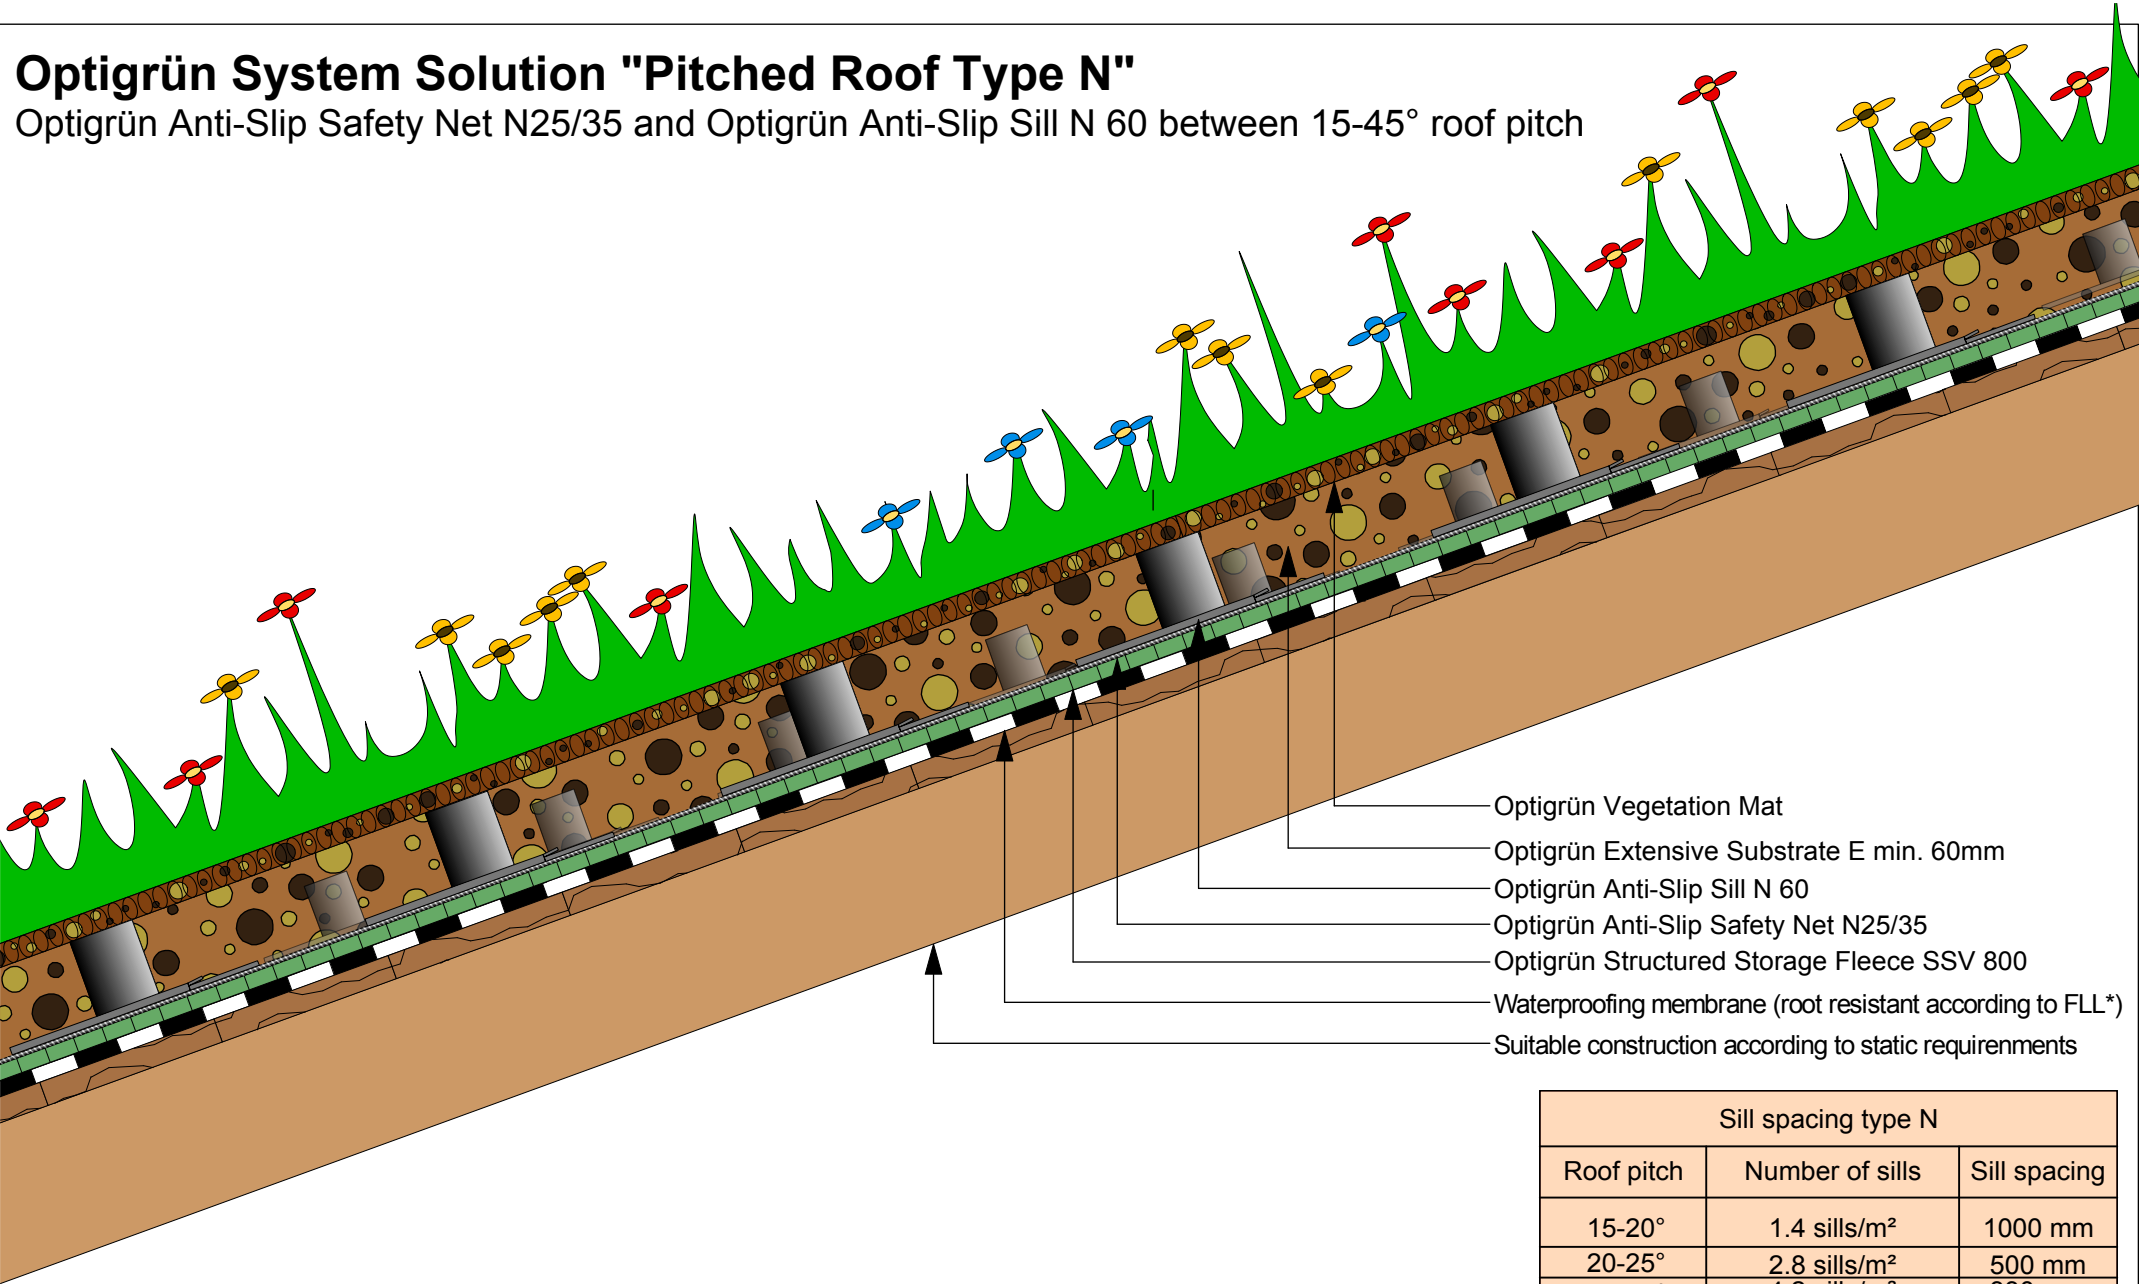 Optigrün System Solution "Pitched Roof Type N"
Optigrün Anti-Slip Safety Net N25/35 and Optigrün Anti-Slip Sill N 60 between 15-45° roof pitch
Optigrün Vegetation Mat
Optigrün Extensive Substrate E min. 60mm
Optigrün Anti-Slip Sill N 60
Optigrün Anti-Slip Safety Net N25/35
Optigrün Structured Storage Fleece SSV 800
Waterproofing membrane (root resistant according to FLL*)
Suitable construction according to static requirenments
Sill spacing type N
Roof pitch Number of sills Sill spacing
15-20° 1.4 sills/m² 1000 mm
20-25° 2.8 sills/m² 500 mm